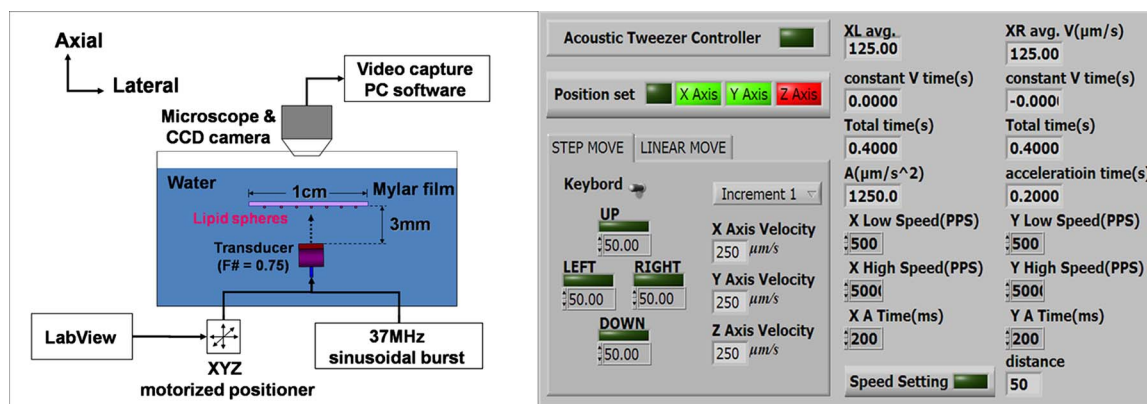 Axial
Lateral
Video capture
PC software
Microscope &
CCD camera
Water
1cm
Mylar film
Lipid spheres
3mm
Transducer
(F# = 0.75)
LabView
XYZ
motorized positioner
37MHz
sinusoidal burst
Acoustic Tweezer Controller
Position set
X Axis
Y Axis
Z Axis
STEP MOVE
LINEAR MOVE
Keybord
Increment 1
UP
50.00
LEFT
RIGHT
50.00
50.00
DOWN
50.00
X Axis Velocity
250 μm/s
Y Axis Velocity
250 μm/s
Z Axis Velocity
250 μm/s
XL avg.
XR avg. V(μm/s)
125.00
125.00
constant V time(s)
constant V time(s)
0.0000
-0.000
Total time(s)
Total time(s)
0.4000
0.4000
A(μm/s^2)
acceleratioin time(s)
1250.0
0.2000
X Low Speed(PPS)
Y Low Speed(PPS)
500
500
X High Speed(PPS)
Y High Speed(PPS)
500
500
X A Time(ms)
Y A Time(ms)
200
200
distance
Speed Setting
50